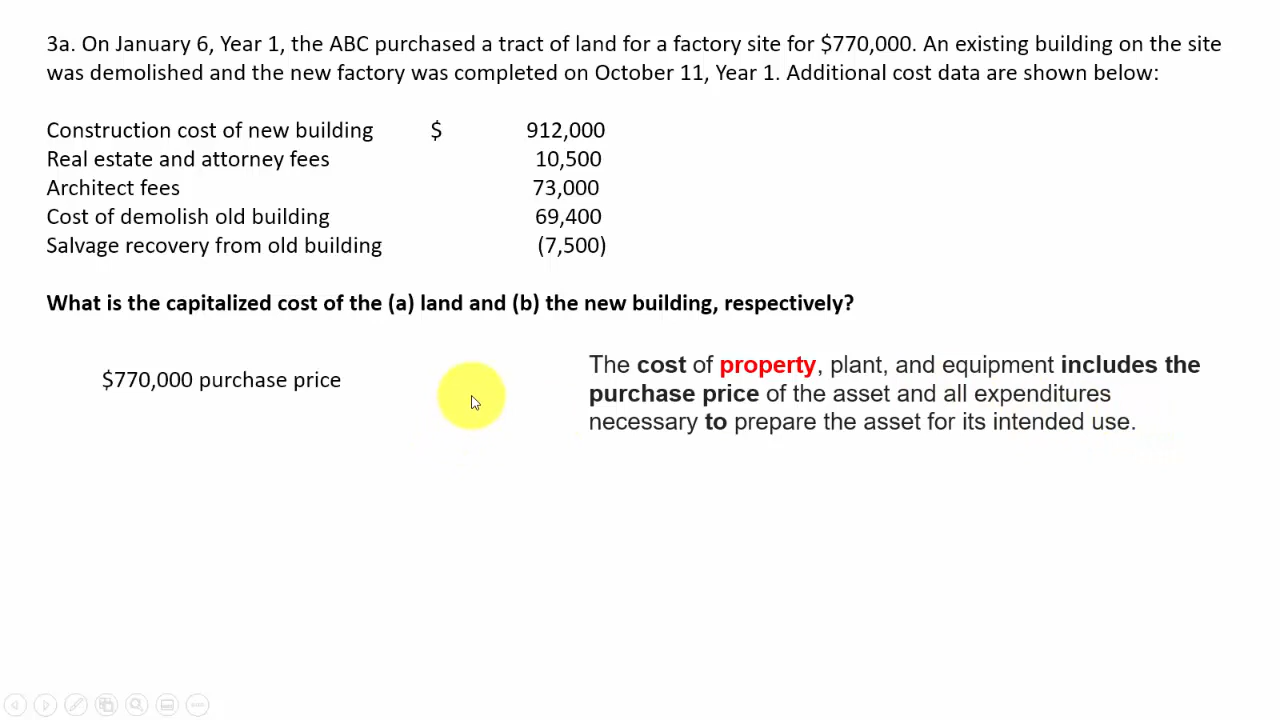 3a. On January 6, Year 1, the ABC purchased a tract of land for a factory site for $770,000. An existing building on the site
was demolished and the new factory was completed on October 11, Year 1. Additional cost data are shown below:
Construction cost of new building $ 912,000
Real estate and attorney fees 10,500
Architect fees 73,000
Cost of demolish old building 69,400
Salvage recovery from old building (7,500)
What is the capitalized cost of the (a) land and (b) the new building, respectively?
$770,000 purchase price
The cost of property, plant, and equipment includes the
purchase price of the asset and all expenditures
necessary to prepare the asset for its intended use.